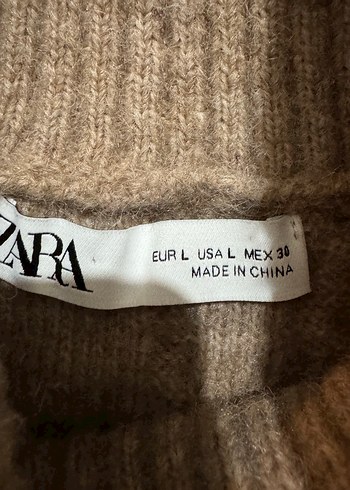 ZARA
EUR L USA L MEX 30
MADE IN CHINA